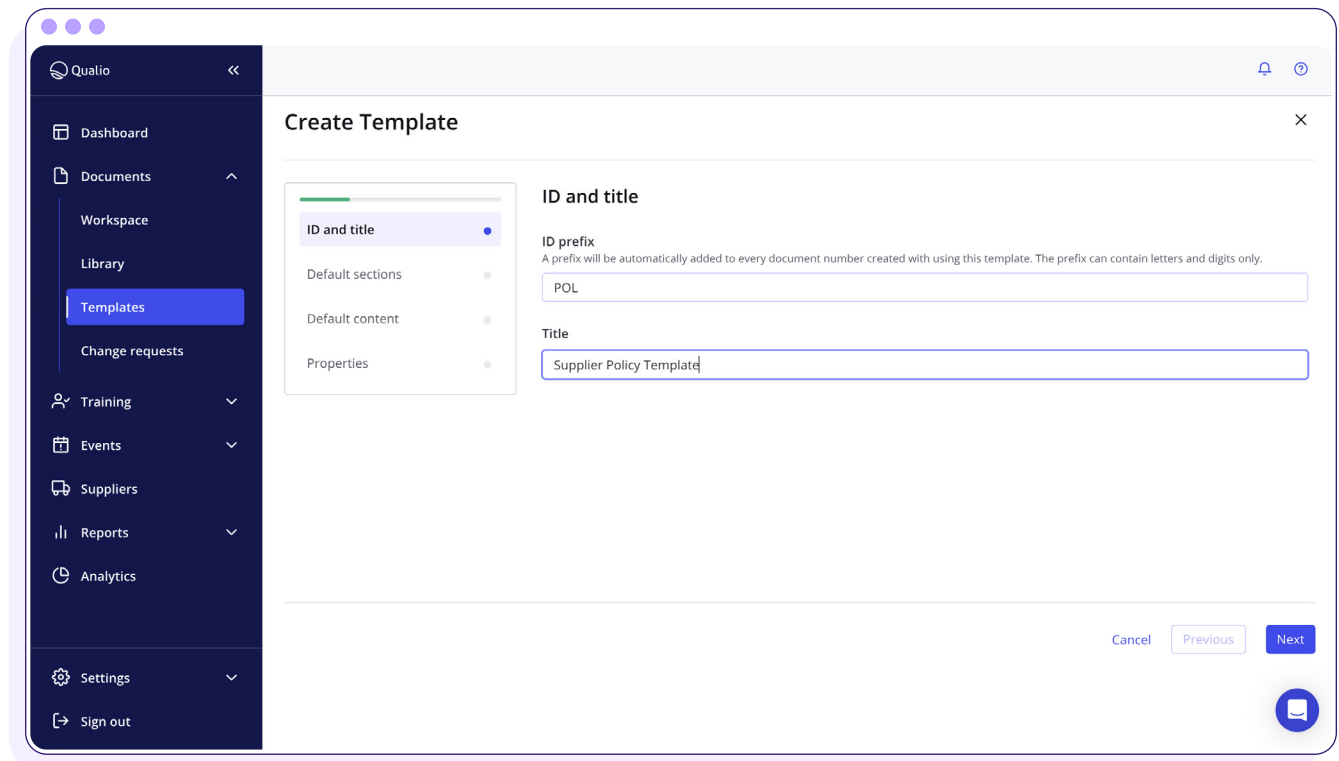 Qualio
Dashboard
Documents
Workspace
Library
Templates
Change requests
Training
Events
Suppliers
Reports
Analytics
Settings
Sign out
Create Template
ID and title
Default sections
Default content
Properties
ID and title
ID prefix
A prefix will be automatically added to every document number created with using this template. The prefix can contain letters and digits only.
POL
Title
Supplier Policy Template
Cancel
Previous
Next